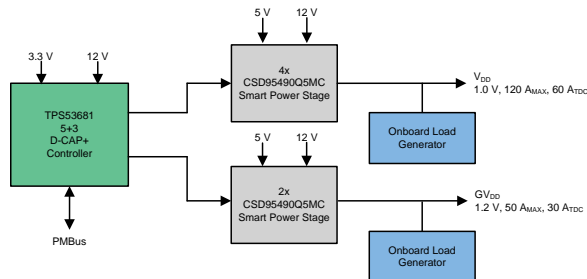 5 V
12 V
3.3 V
12 V
4x
CSD95490Q5MC
Smart Power Stage
VDD
1.0 V, 120 AMAX, 60 ATDC
TPS53681
5+3
D-CAP+
Controller
Onboard Load
Generator
5 V
12 V
2x
CSD95490Q5MC
Smart Power Stage
GVDD
1.2 V, 50 AMAX, 30 ATDC
PMBus
Onboard Load
Generator